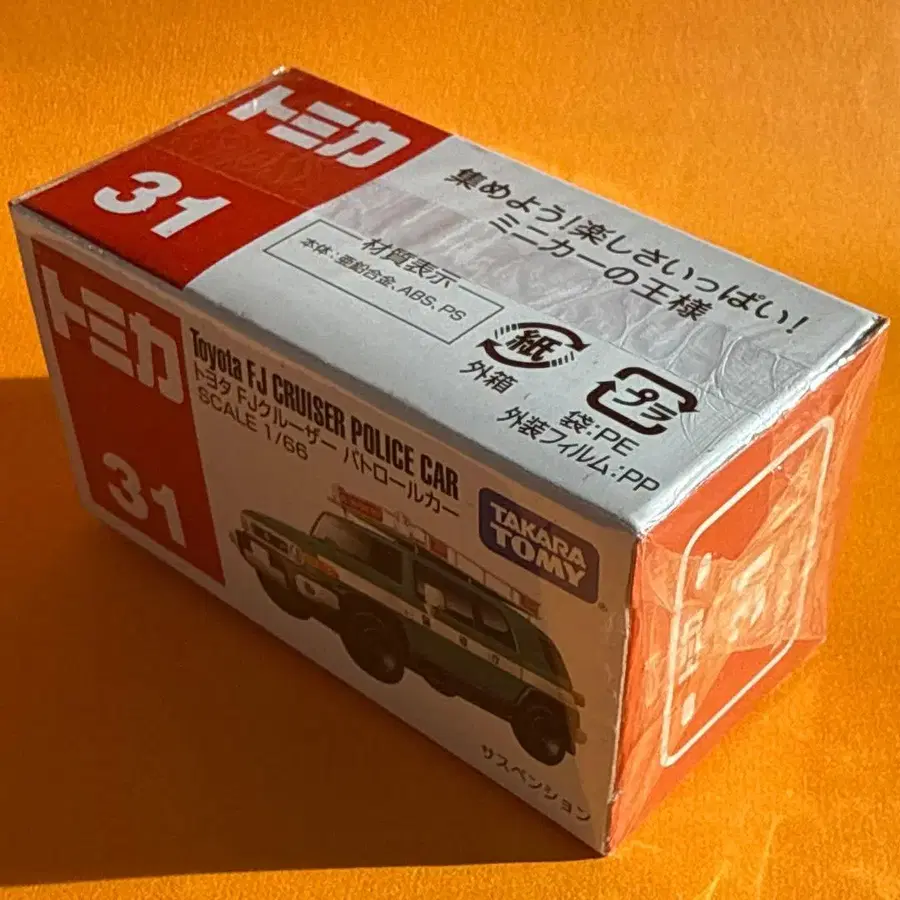 トミカ
31
集めよう!楽しさいっぱい!
ミニカーの王様
材質表示
本体:亜鉛合金、ABS、PS
紙
外箱
プラ
袋:PE
外装フィルム:PP
トミカ
31
Toyota FJ CRUISER POLICE CAR
トヨタ FJクルーザー パトロールカー
SCALE 1/66
TAKARA
TOMY
サスペンション